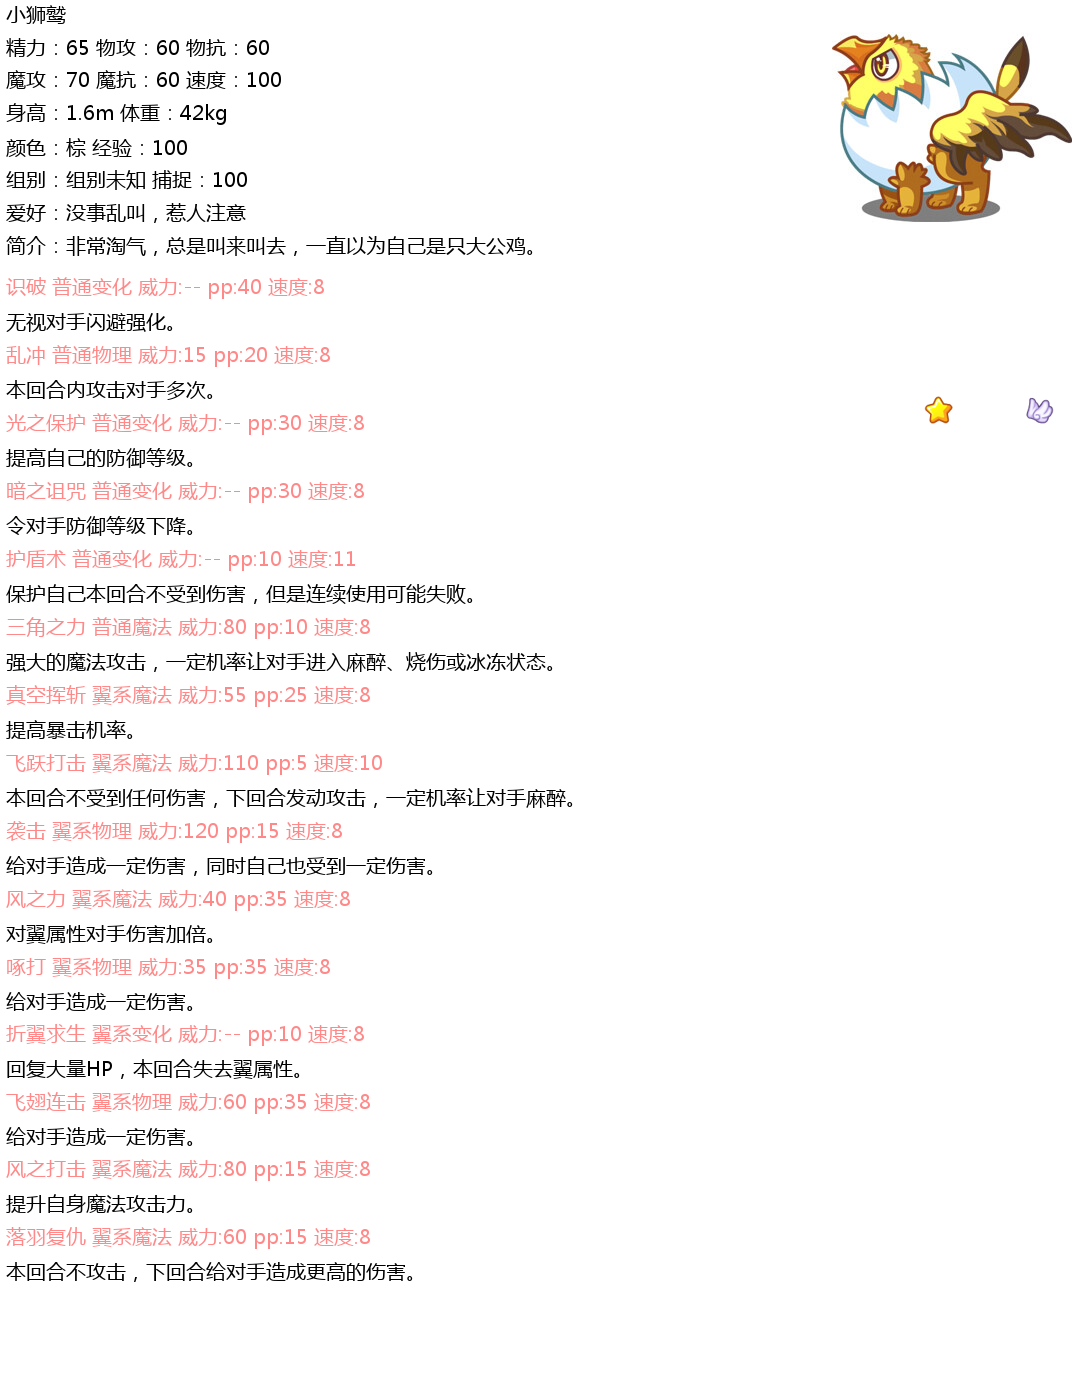 小狮鹫
精力：65 物攻：60 物抗：60
魔攻：70 魔抗：60 速度：100
身高：1.6m 体重：42kg
颜色：棕 经验：100
组别：组别未知 捕捉：100
爱好：没事乱叫，惹人注意
简介：非常淘气，总是叫来叫去，一直以为自己是只大公鸡。
识破 普通变化 威力:-- pp:40 速度:8
无视对手闪避强化。
乱冲 普通物理 威力:15 pp:20 速度:8
本回合内攻击对手多次。
光之保护 普通变化 威力:-- pp:30 速度:8
提高自己的防御等级。
暗之诅咒 普通变化 威力:-- pp:30 速度:8
令对手防御等级下降。
护盾术 普通变化 威力:-- pp:10 速度:11
保护自己本回合不受到伤害，但是连续使用可能失败。
三角之力 普通魔法 威力:80 pp:10 速度:8
强大的魔法攻击，一定机率让对手进入麻醉、烧伤或冰冻状态。
真空挥斩 翼系魔法 威力:55 pp:25 速度:8
提高暴击机率。
飞跃打击 翼系魔法 威力:110 pp:5 速度:10
本回合不受到任何伤害，下回合发动攻击，一定机率让对手麻醉。
袭击 翼系物理 威力:120 pp:15 速度:8
给对手造成一定伤害，同时自己也受到一定伤害。
风之力 翼系魔法 威力:40 pp:35 速度:8
对翼属性对手伤害加倍。
啄打 翼系物理 威力:35 pp:35 速度:8
给对手造成一定伤害。
折翼求生 翼系变化 威力:-- pp:10 速度:8
回复大量HP，本回合失去翼属性。
飞翅连击 翼系物理 威力:60 pp:35 速度:8
给对手造成一定伤害。
风之打击 翼系魔法 威力:80 pp:15 速度:8
提升自身魔法攻击力。
落羽复仇 翼系魔法 威力:60 pp:15 速度:8
本回合不攻击，下回合给对手造成更高的伤害。